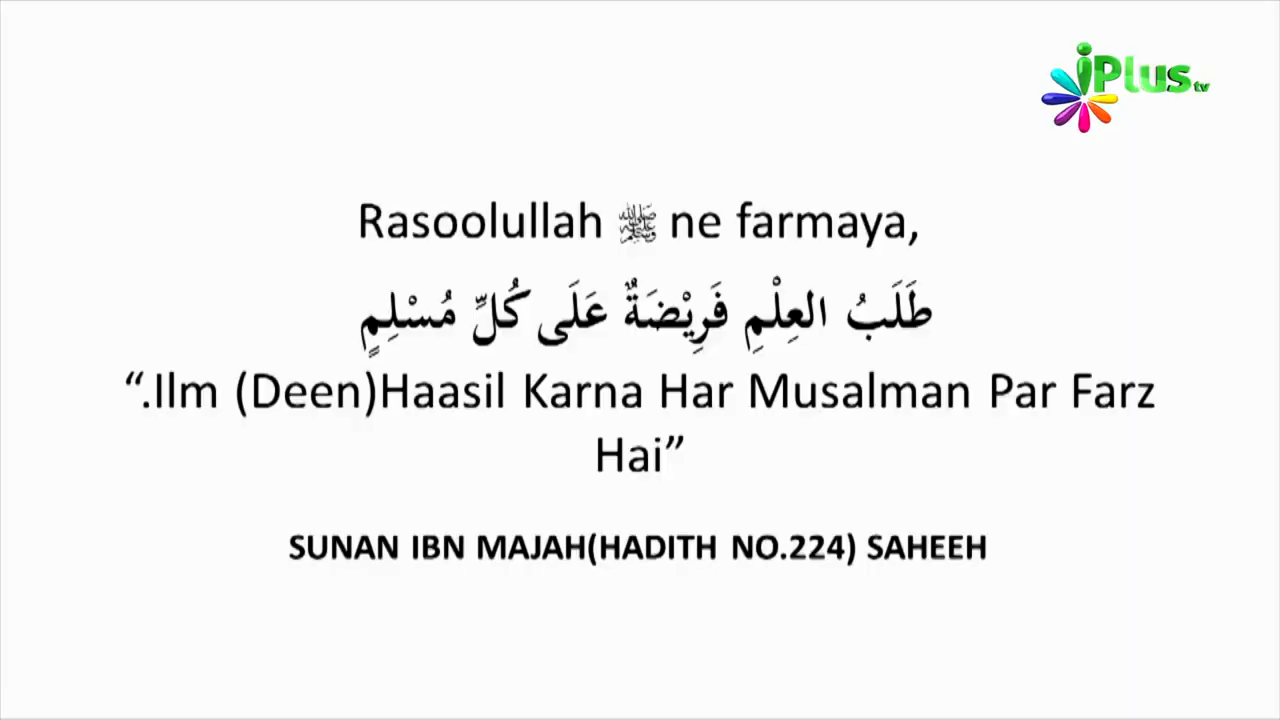 iPlus tv
Rasoolullah ﷺ ne farmaya,
طَلَبُ العِلْمِ فَرِيْضَةٌ عَلَى كُلِّ مُسْلِمٍ
“.Ilm (Deen)Haasil Karna Har Musalman Par Farz
Hai”
SUNAN IBN MAJAH(HADITH NO.224) SAHEEH